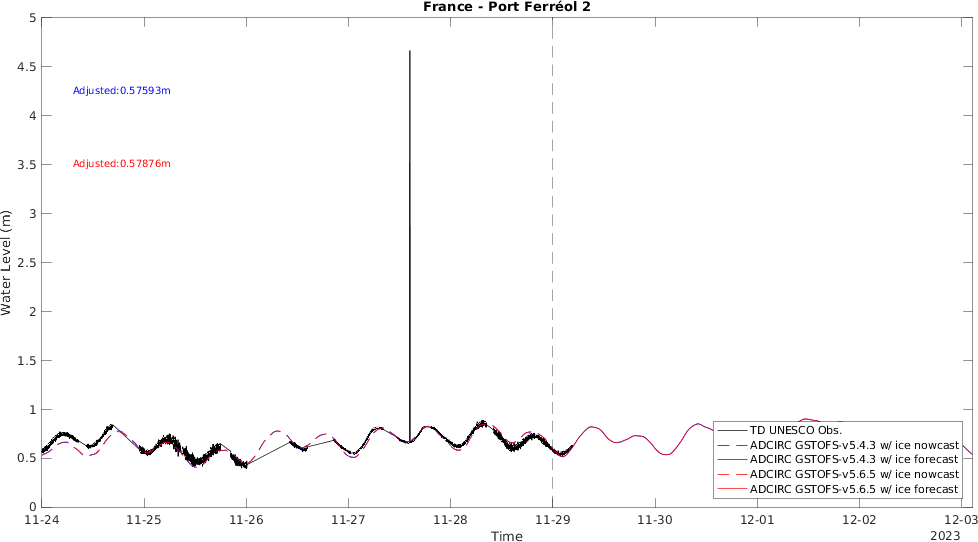 France - Port Ferréol 2
5
4.5
4
3.5
3
2.5
2
1.5
1
0.5
0
Water Level (m)
Adjusted:0.57593m
Adjusted:0.57876m
TD UNESCO Obs.
ADCIRC GSTOFS-v5.4.3 w/ ice nowcast
ADCIRC GSTOFS-v5.4.3 w/ ice forecast
ADCIRC GSTOFS-v5.6.5 w/ ice nowcast
ADCIRC GSTOFS-v5.6.5 w/ ice forecast
11-24 11-25 11-26 11-27 11-28 11-29 11-30 12-01 12-02 12-03
Time
2023